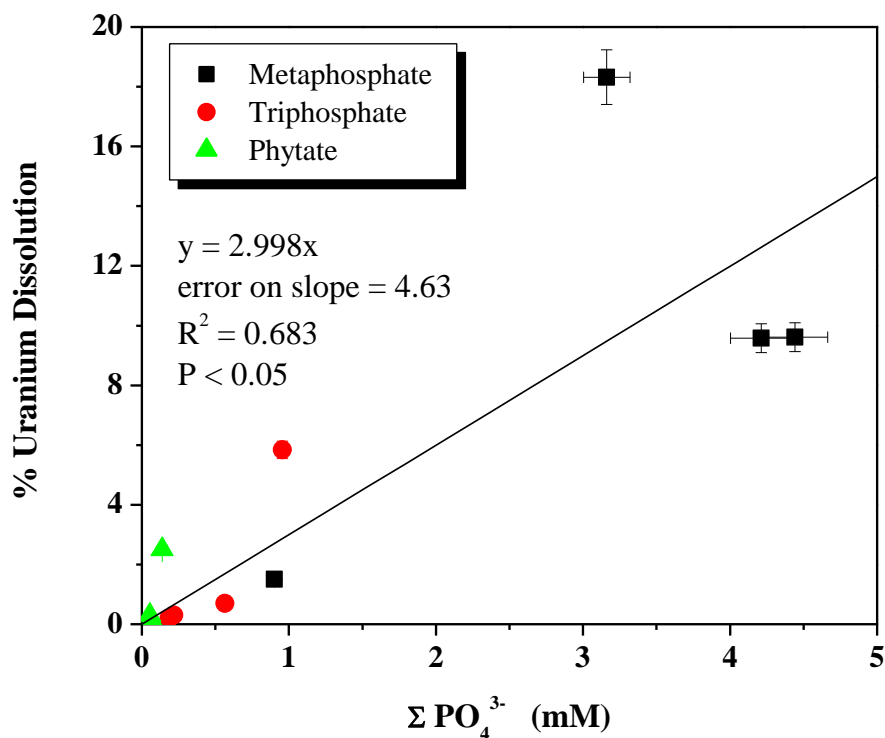 20
16
12
8
4
0
% Uranium Dissolution
Metaphosphate
Triphosphate
Phytate
y = 2.998x
error on slope = 4.63
R² = 0.683
P < 0.05
0 1 2 3 4 5
Σ PO₄³⁻ (mM)